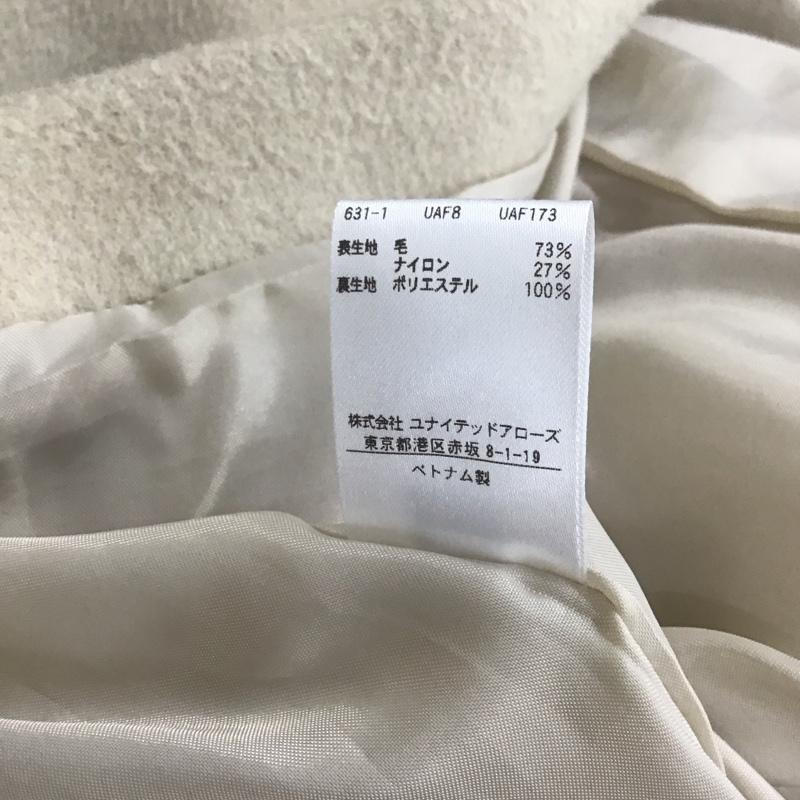 631-1 UAF8 UAF173
表生地 毛 73%
ナイロン 27%
裏生地 ポリエステル 100%
株式会社 ユナイテッドアローズ
東京都港区赤坂 8-1-19
ベトナム製